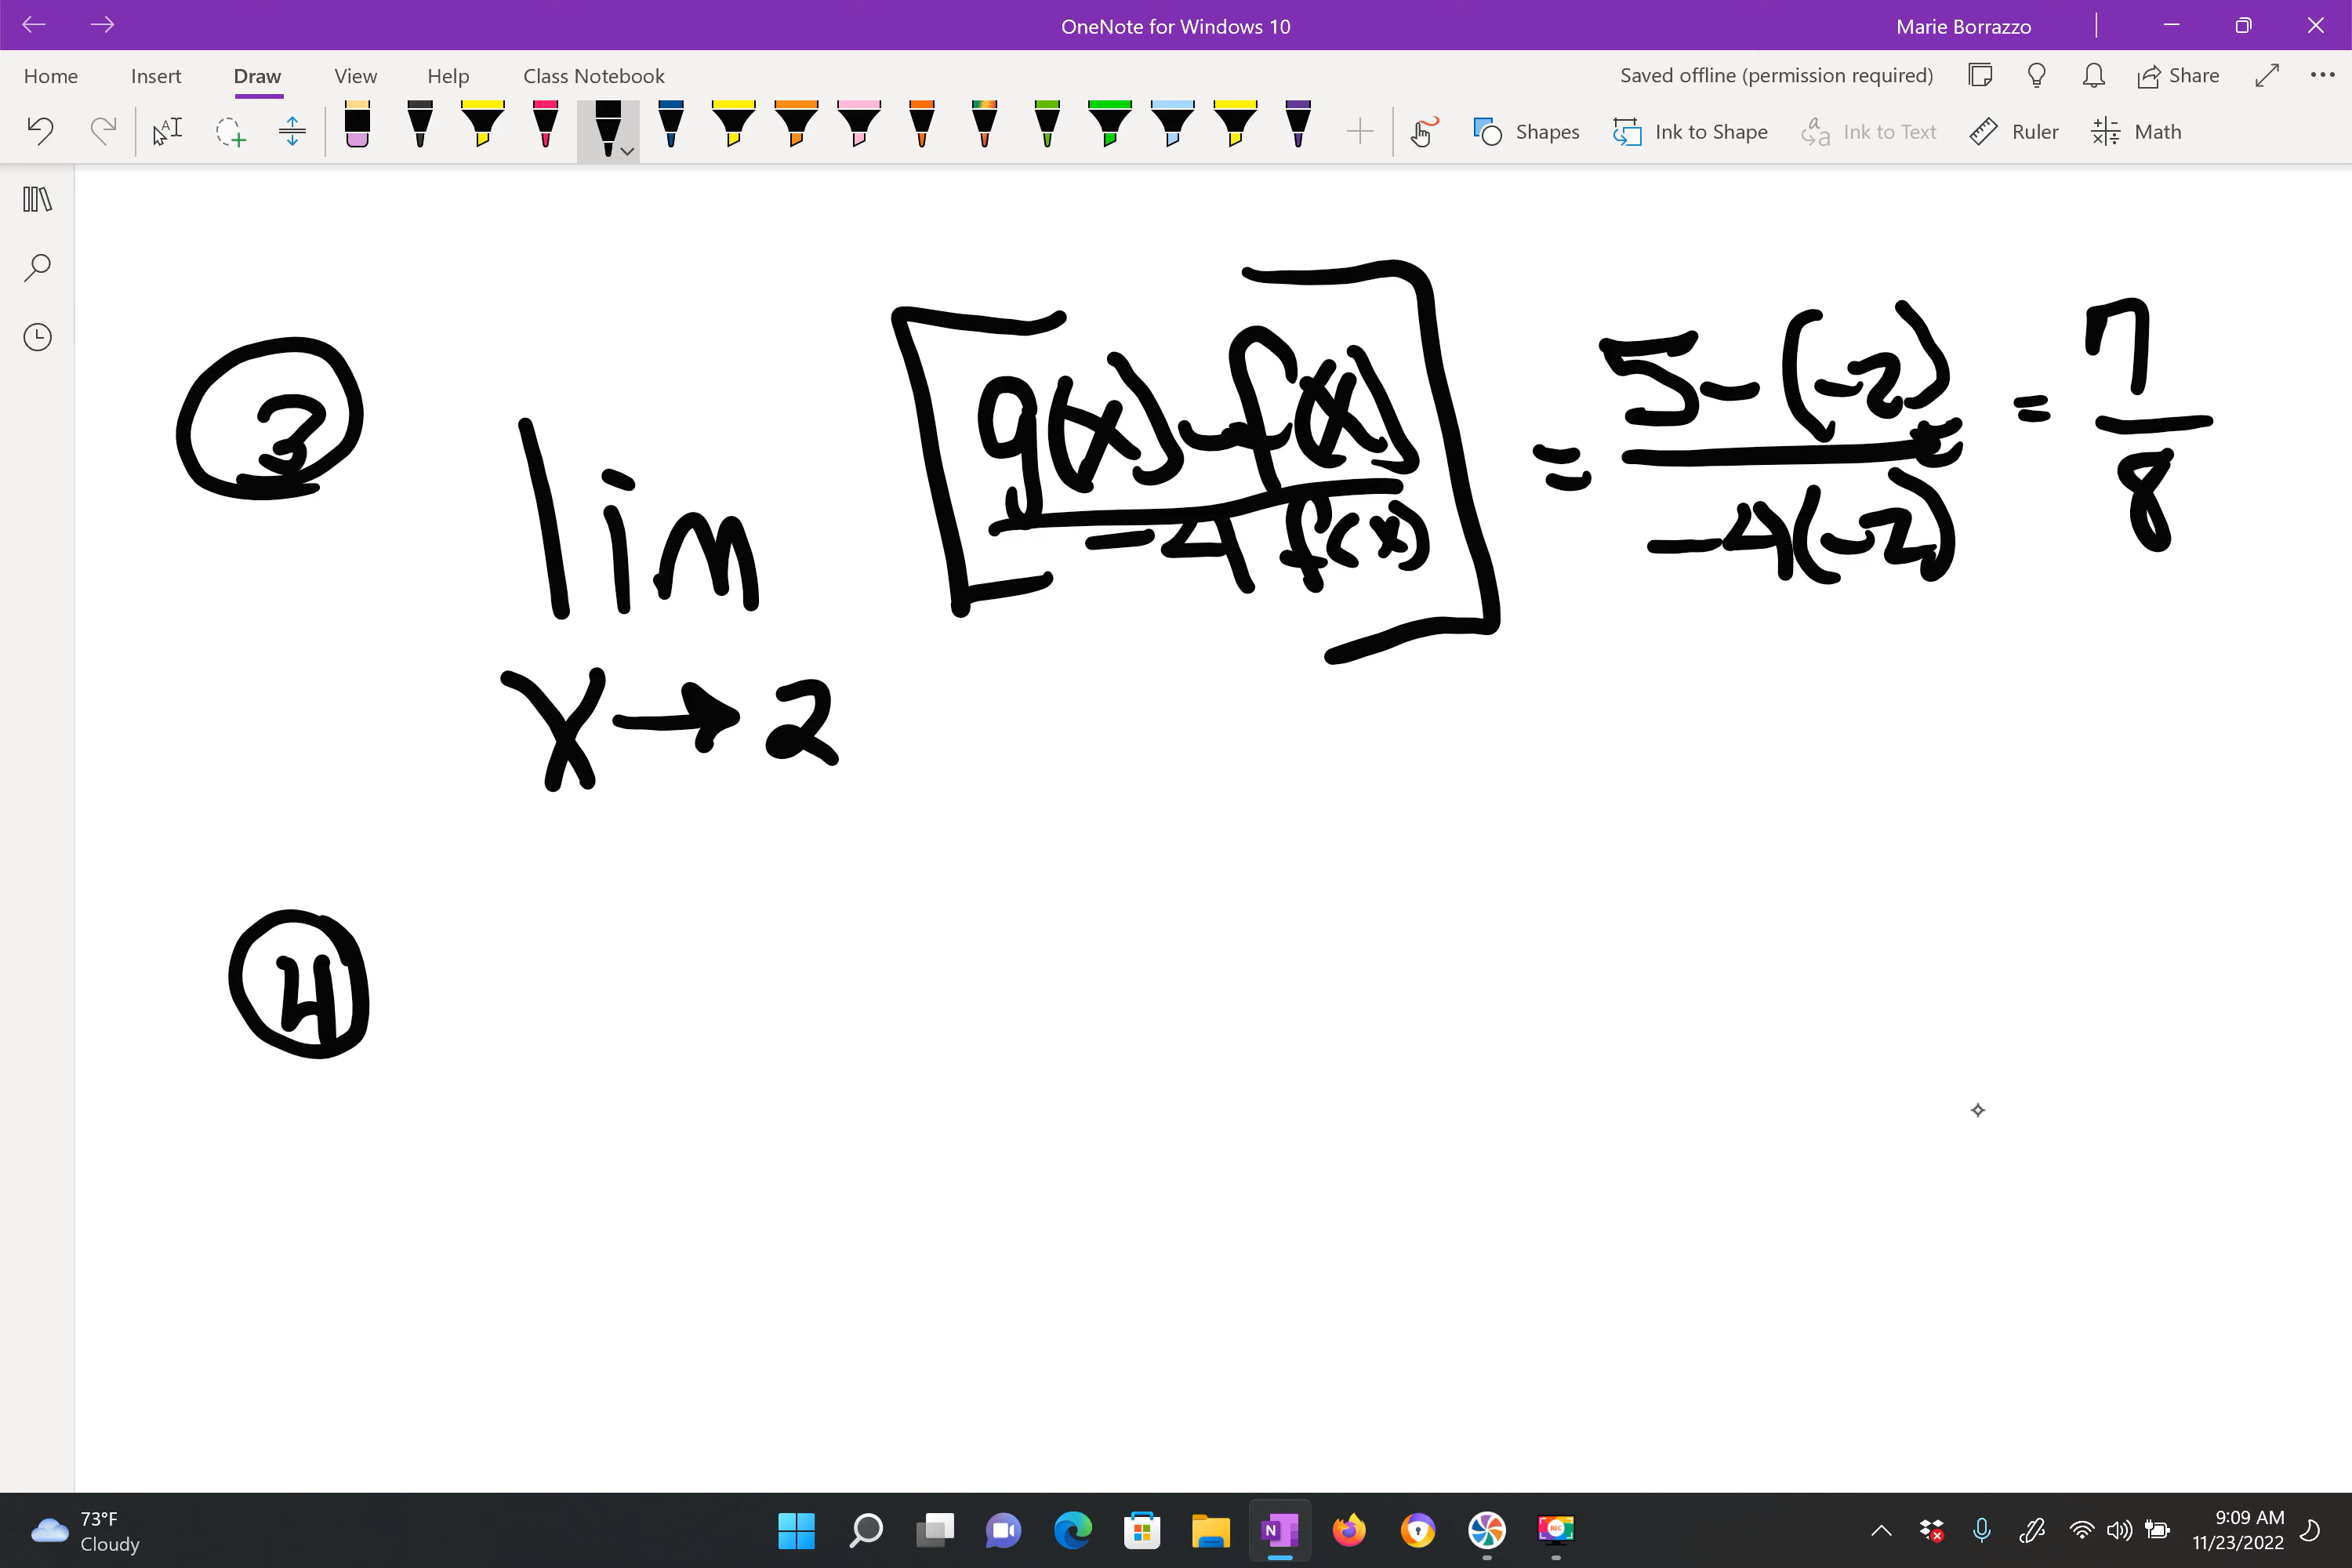 OneNote for Windows 10 Marie Borrazzo
Home Insert Draw View Help Class Notebook Saved offline (permission required) Share
Shapes Ink to Shape Ink to Text Ruler Math
③ lim [ (g(x) - f(x)) / (-4 f(x)) ] = (5 - (-2)) / (-4(-2)) = 7/8
x → 2
④
73°F
Cloudy
9:09 AM
11/23/2022